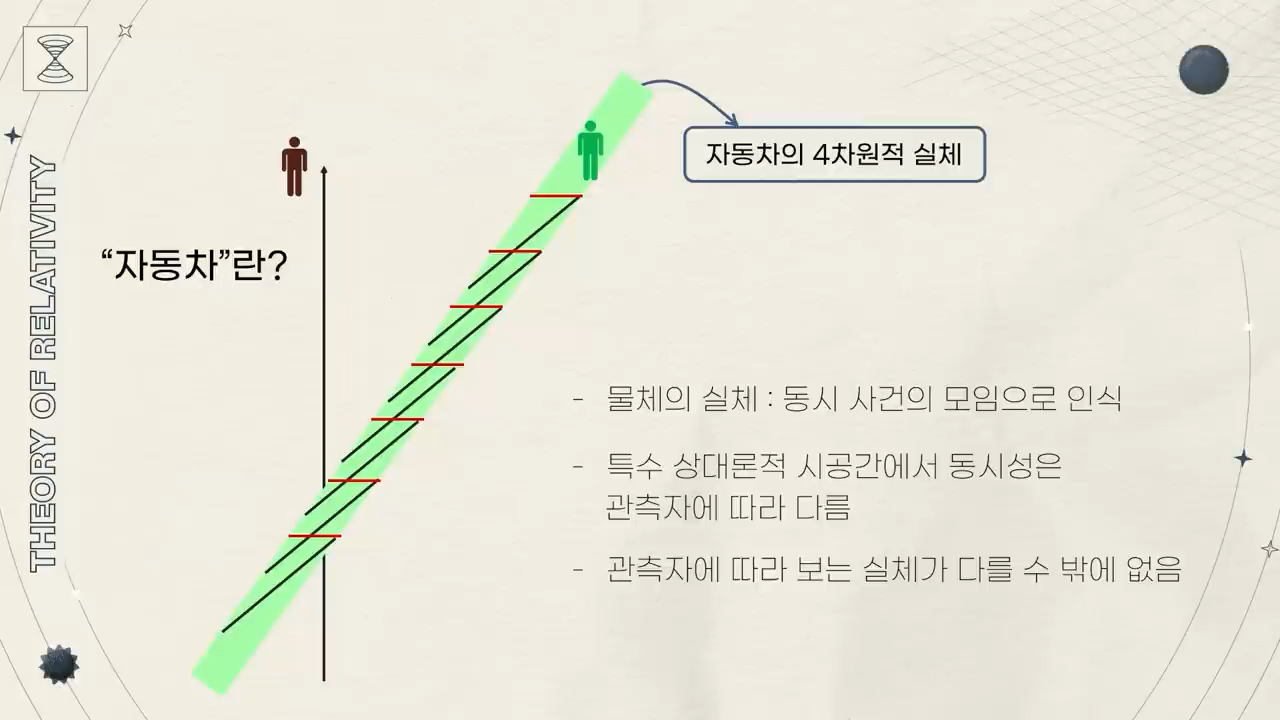 THEORY OF RELATIVITY
자동차의 4차원적 실체
“자동차”란?
- 물체의 실체 : 동시 사건의 모임으로 인식
- 특수 상대론적 시공간에서 동시성은
관측자에 따라 다름
- 관측자에 따라 보는 실체가 다를 수 밖에 없음